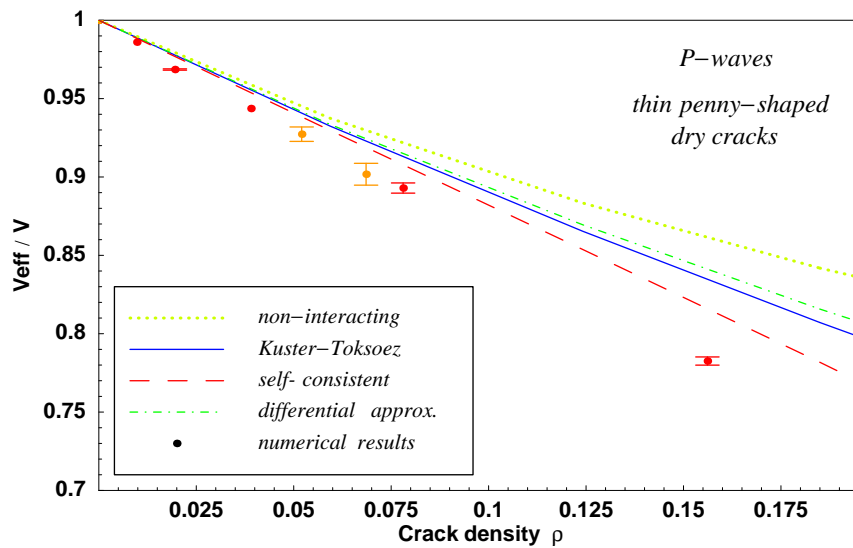 P−waves
thin penny−shaped
dry cracks
1
0.95
0.9
0.85
0.8
0.75
0.7
Veff / V
non−interacting
Kuster−Toksoez
self- consistent
differential approx.
numerical results
0.025
0.05
0.075
0.1
0.125
0.15
0.175
Crack density ρ